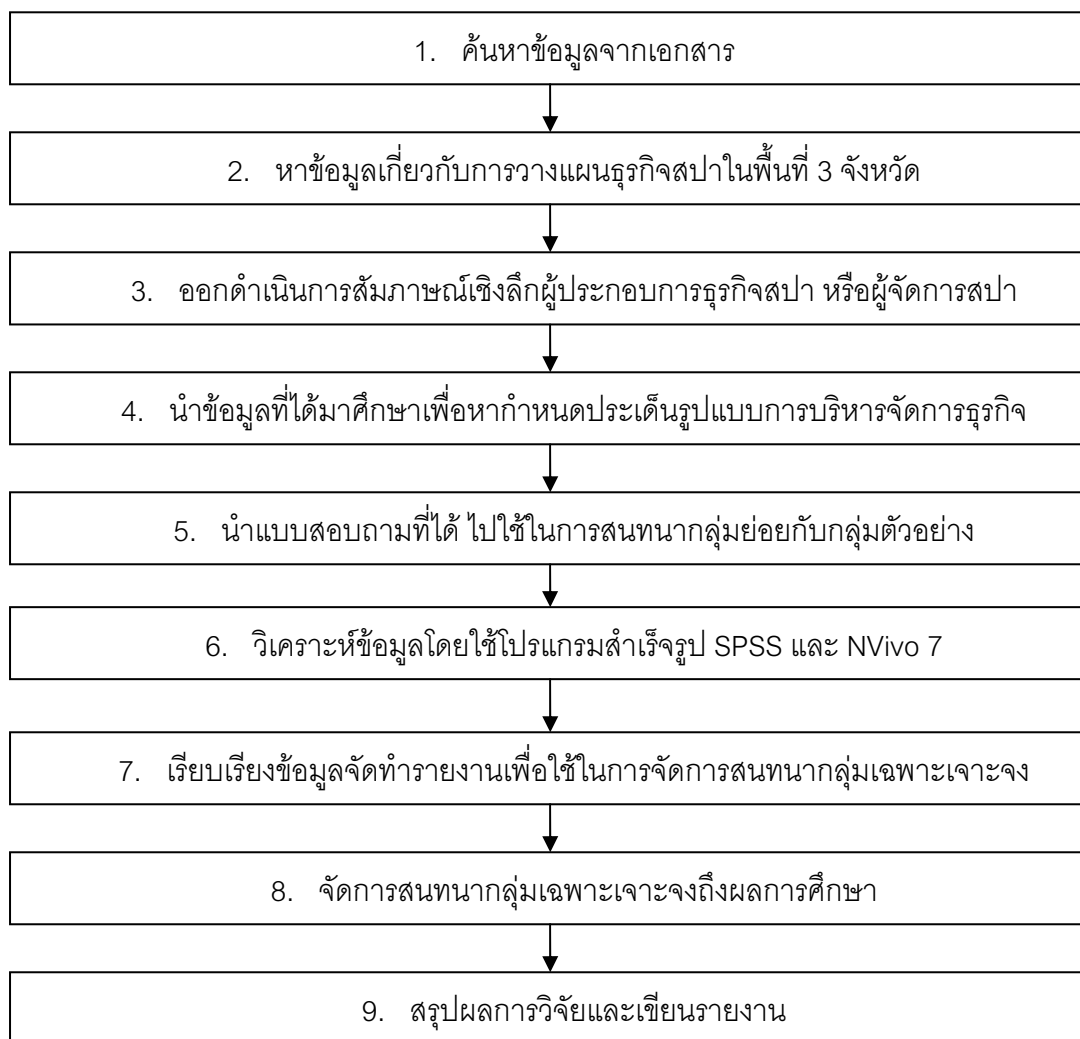 1. ค้นหาข้อมูลจากเอกสาร
2. หาข้อมูลเกี่ยวกับการวางแผนธุรกิจสปาในพื้นที่ 3 จังหวัด
3. ออกดำเนินการสัมภาษณ์เชิงลึกผู้ประกอบการธุรกิจสปา หรือผู้จัดการสปา
4. นำข้อมูลที่ได้มาศึกษาเพื่อหากำหนดประเด็นรูปแบบการบริหารจัดการธุรกิจ
5. นำแบบสอบถามที่ได้ ไปใช้ในการสนทนากลุ่มย่อยกับกลุ่มตัวอย่าง
6. วิเคราะห์ข้อมูลโดยใช้โปรแกรมสำเร็จรูป SPSS และ NVivo 7
7. เรียบเรียงข้อมูลจัดทำรายงานเพื่อใช้ในการจัดการสนทนากลุ่มเฉพาะเจาะจง
8. จัดการสนทนากลุ่มเฉพาะเจาะจงถึงผลการศึกษา
9. สรุปผลการวิจัยและเขียนรายงาน